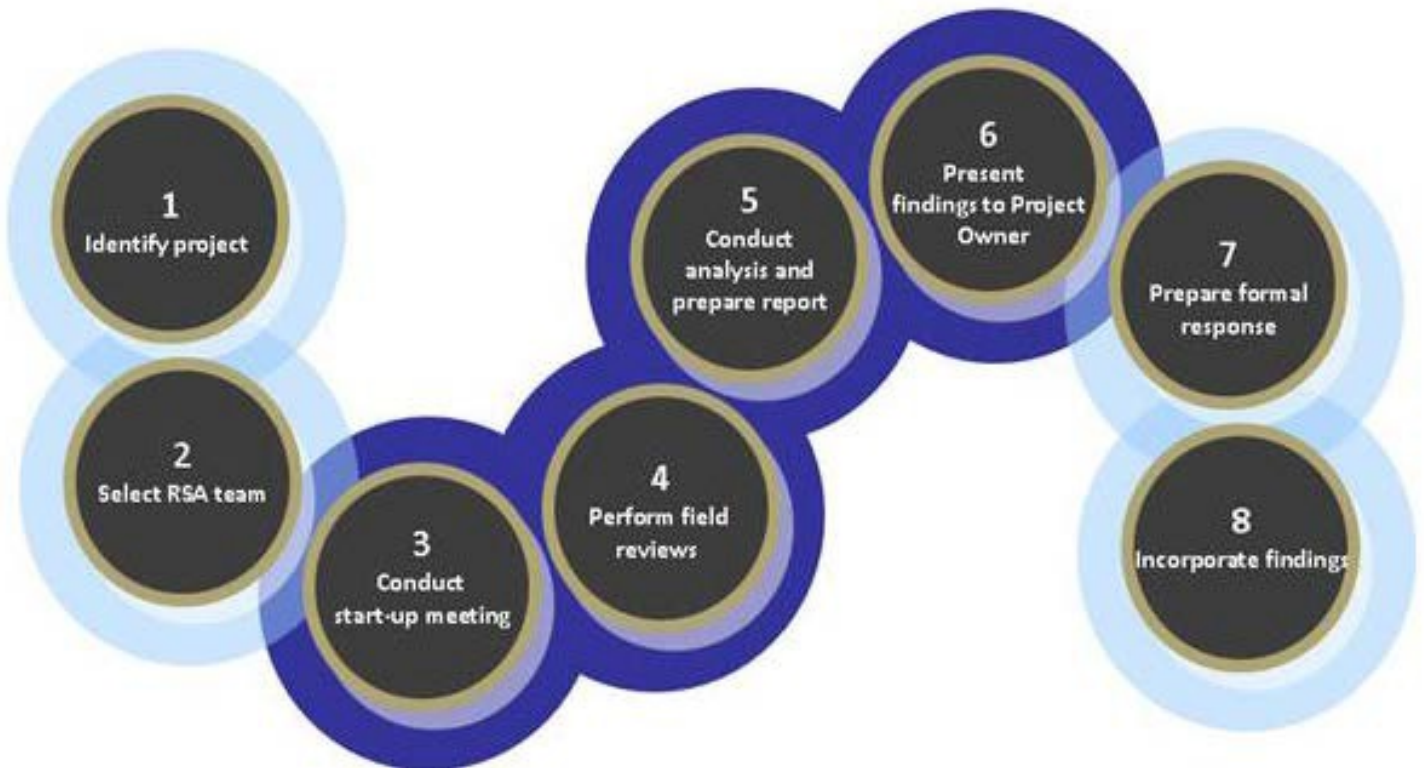 1
Identify project
2
Select RSA team
3
Conduct
start-up meeting
4
Perform field
reviews
5
Conduct
analysis and
prepare report
6
Present
findings to Project
Owner
7
Prepare formal
response
8
Incorporate findings